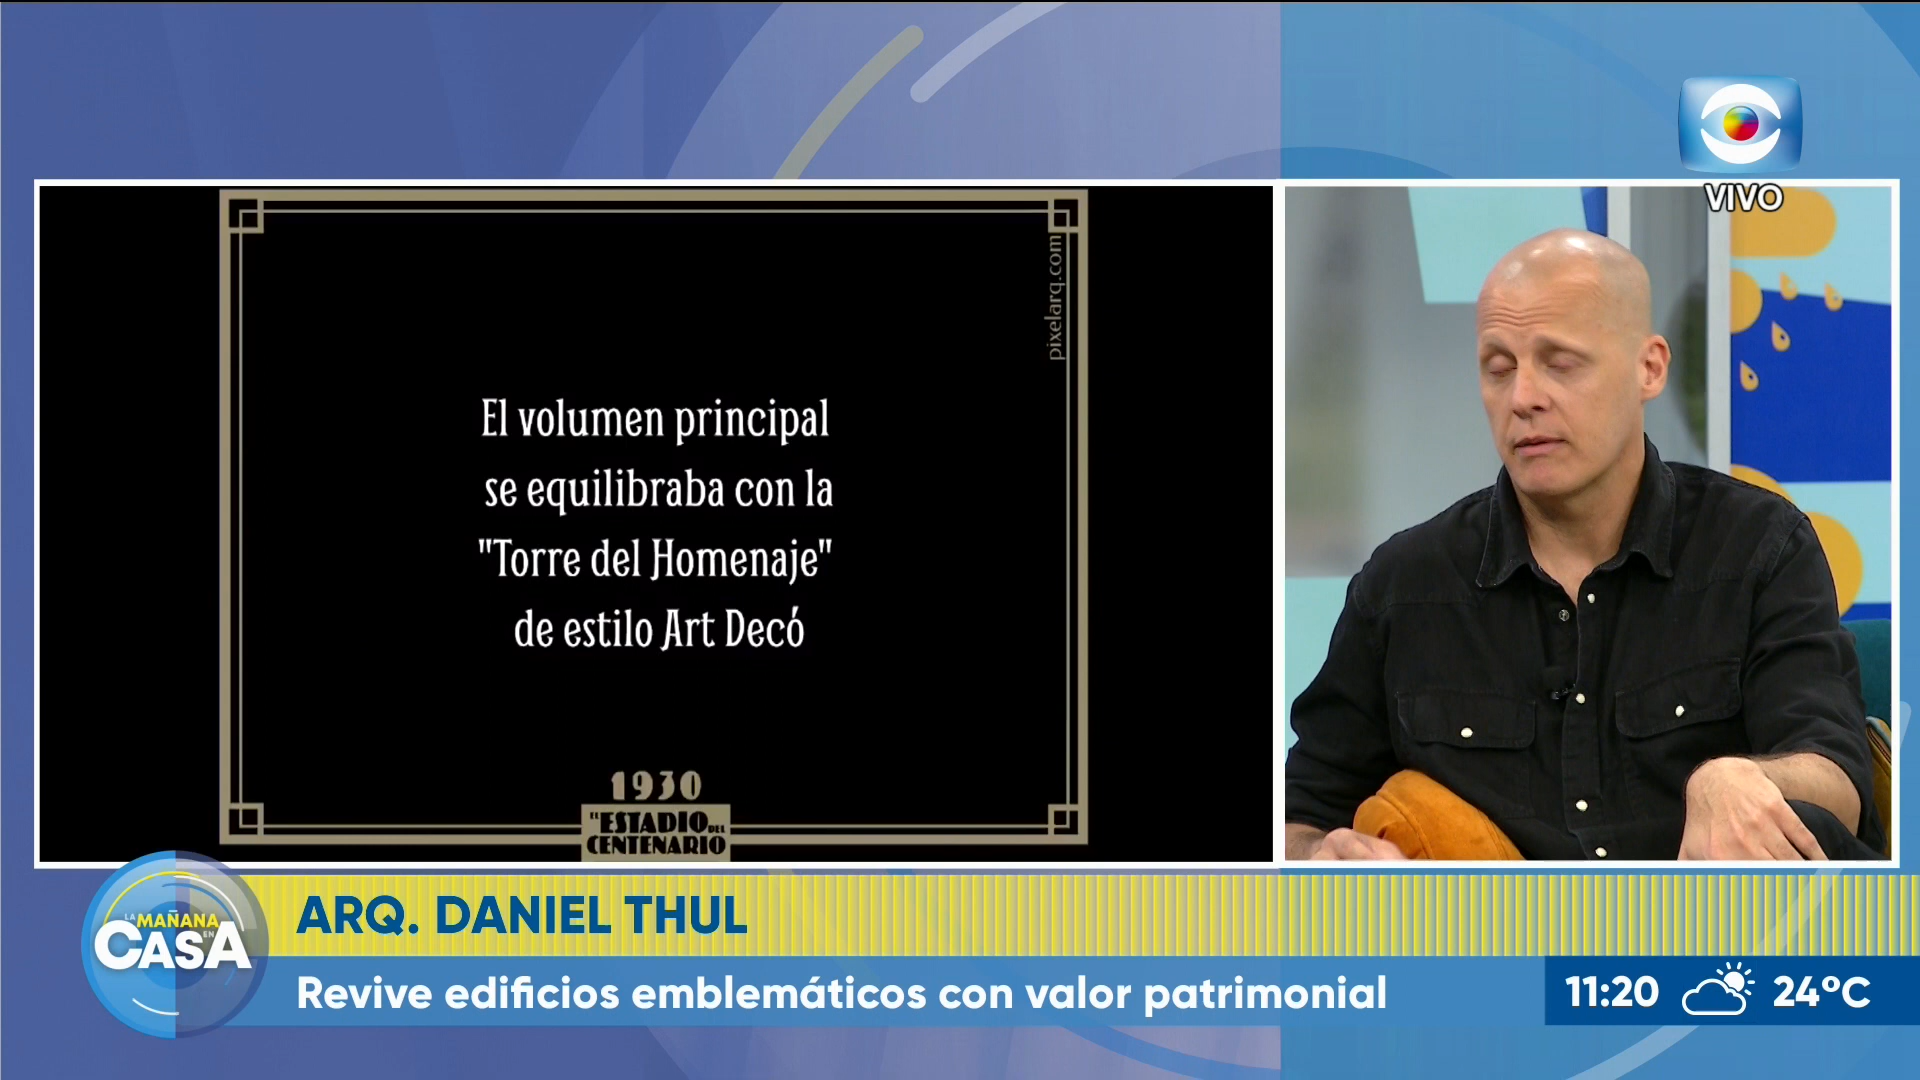 VIVO
pixelarq.com
El volumen principal
se equilibraba con la
"Torre del Homenaje"
de estilo Art Decó
1930
EL ESTADIO DEL
CENTENARIO
LA MAÑANA
EN
CASA
ARQ. DANIEL THUL
Revive edificios emblemáticos con valor patrimonial
11:20 24°C